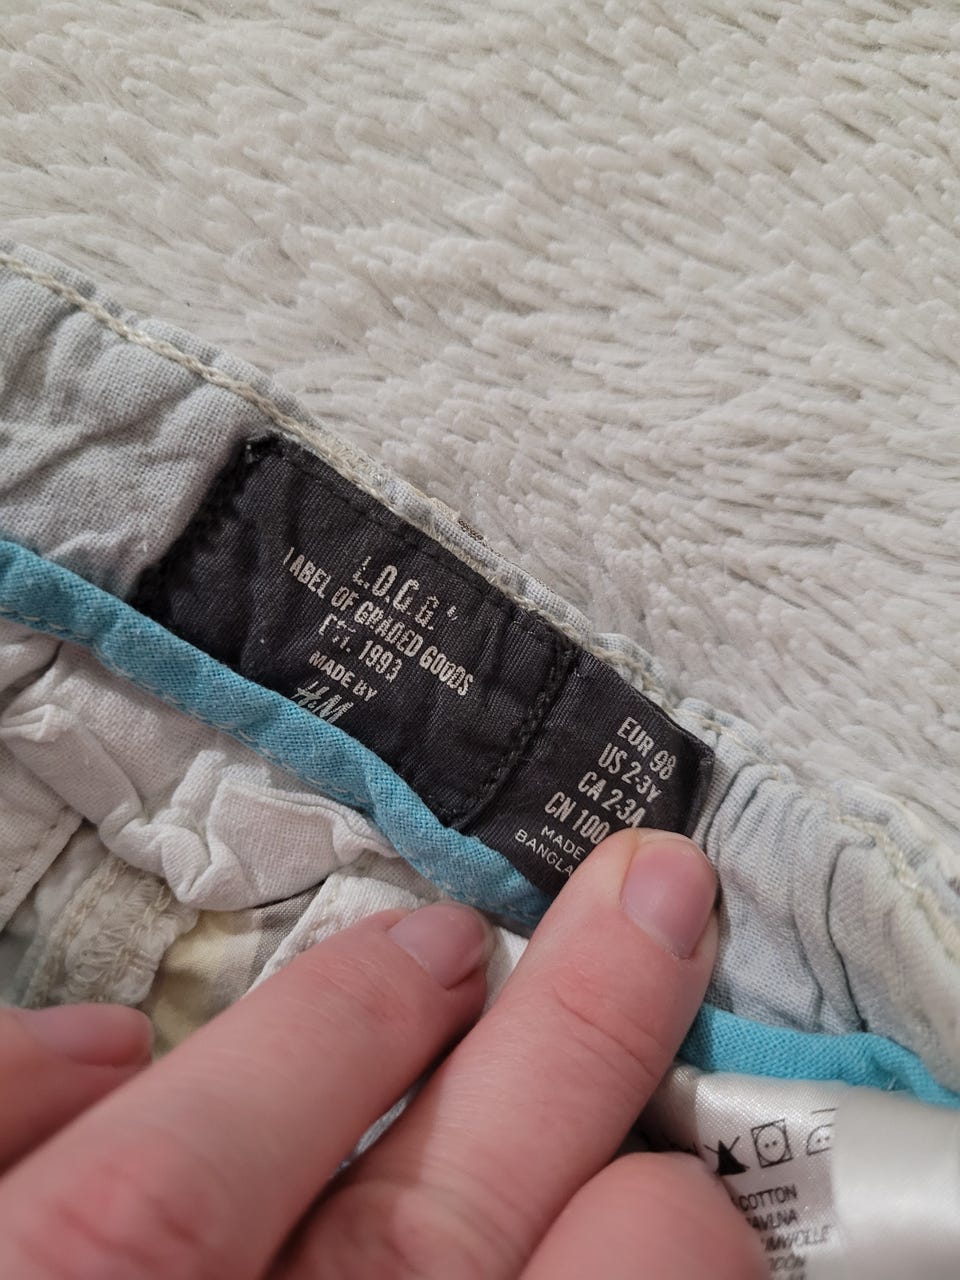 L.O.G.G.
LABEL OF GRADED GOODS
EST. 1993
MADE BY
H&M
EUR 98
US 2-3Y
CA 2-3A
CN 100
MADE
BANGLA
COTTON